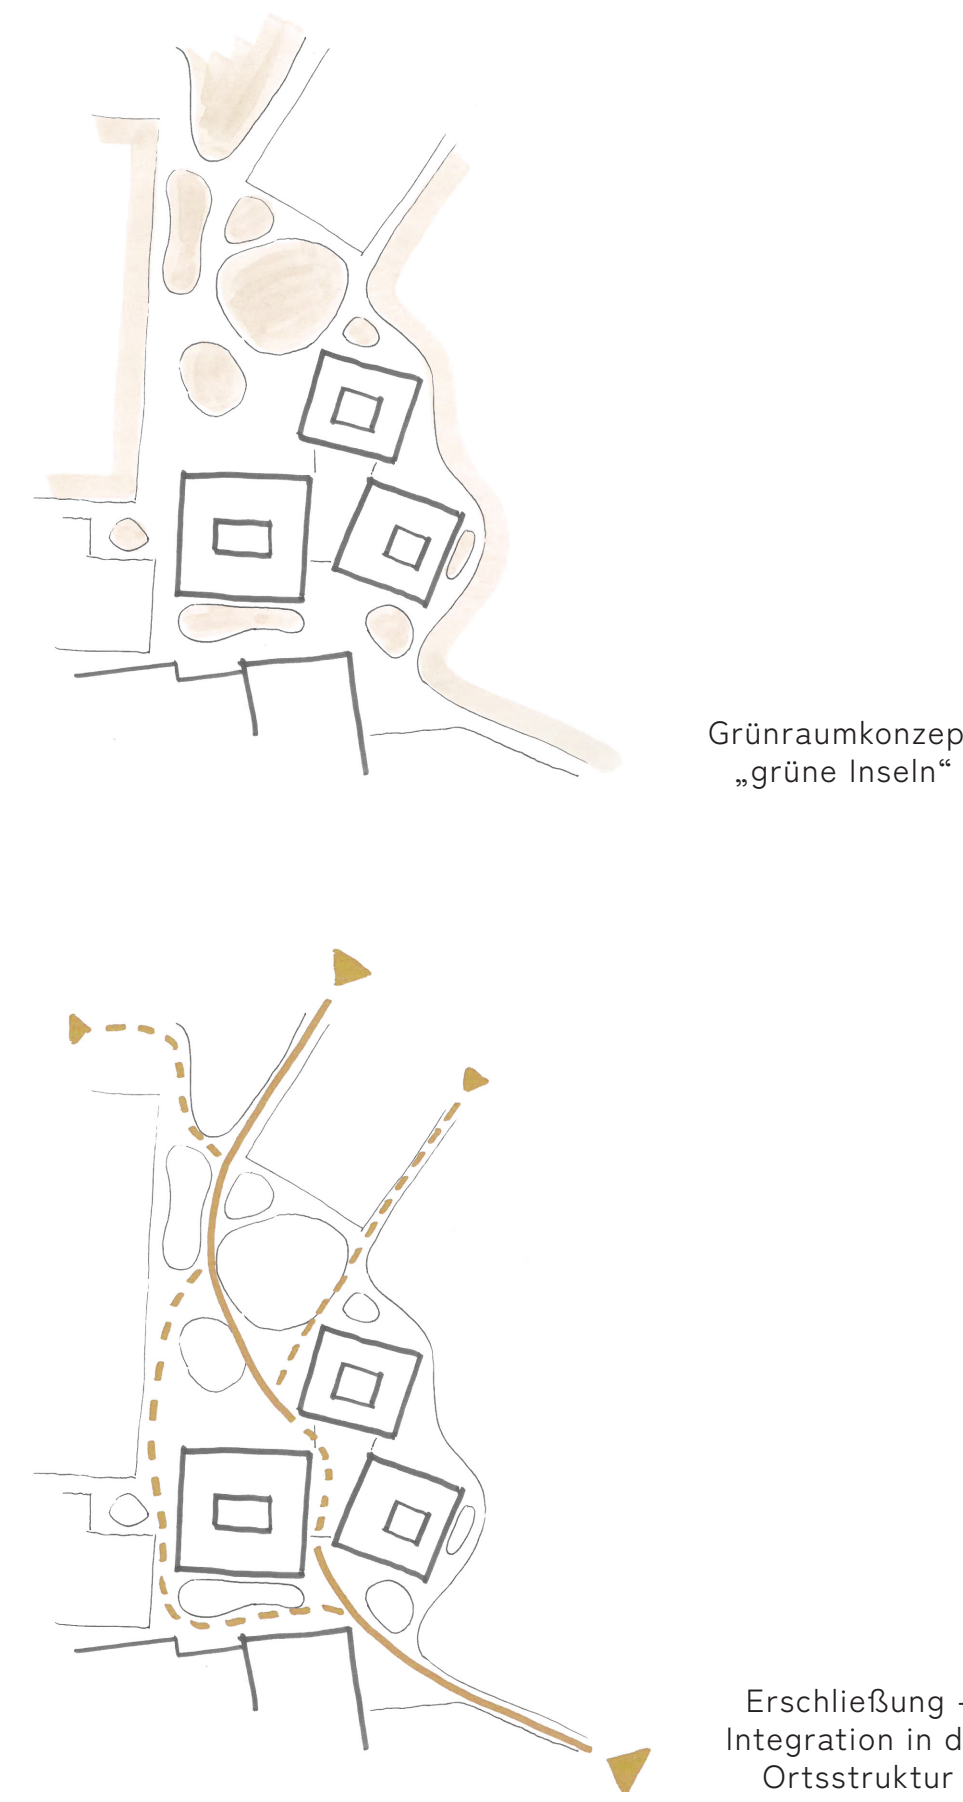 Grünraumkonzep
„grüne Inseln“
Erschließung -
Integration in d
Ortsstruktur